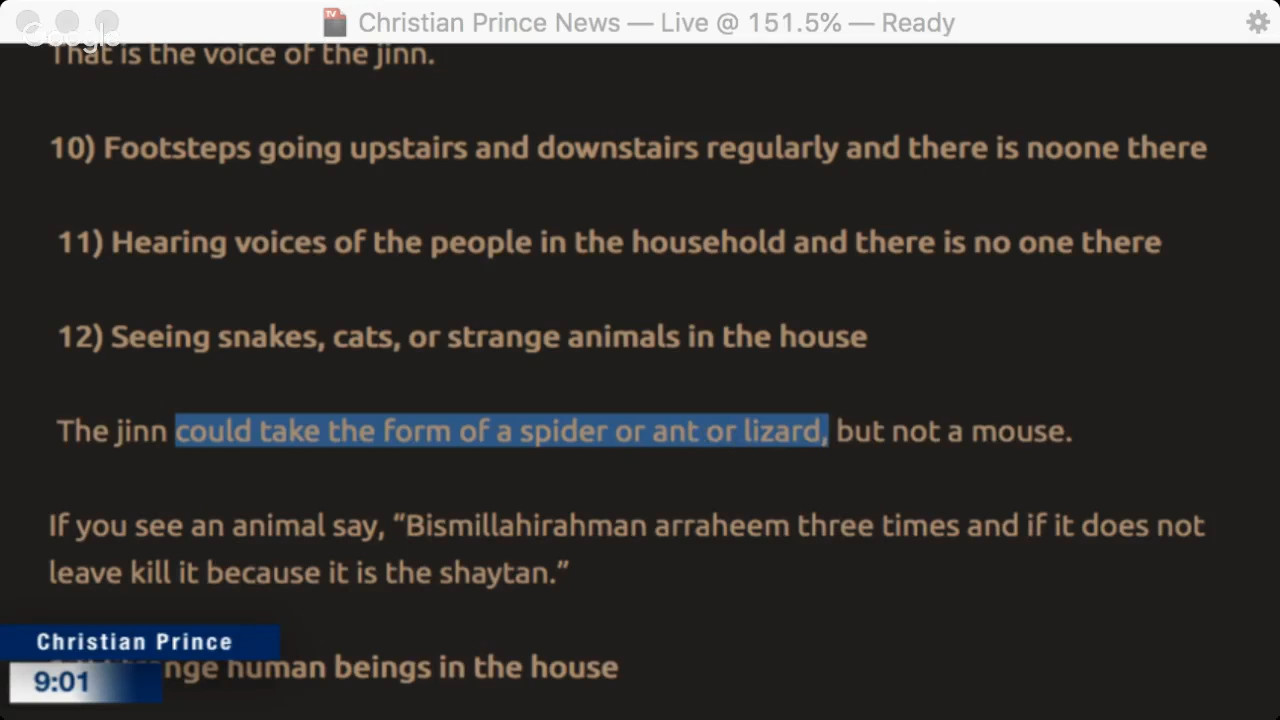 Christian Prince News — Live @ 151.5% — Ready
Google
That is the voice of the jinn.
10) Footsteps going upstairs and downstairs regularly and there is noone there
11) Hearing voices of the people in the household and there is no one there
12) Seeing snakes, cats, or strange animals in the house
The jinn could take the form of a spider or ant or lizard, but not a mouse.
If you see an animal say, “Bismillahirahman arraheem three times and if it does not
leave kill it because it is the shaytan.”
human beings in the house
Christian Prince
9:01